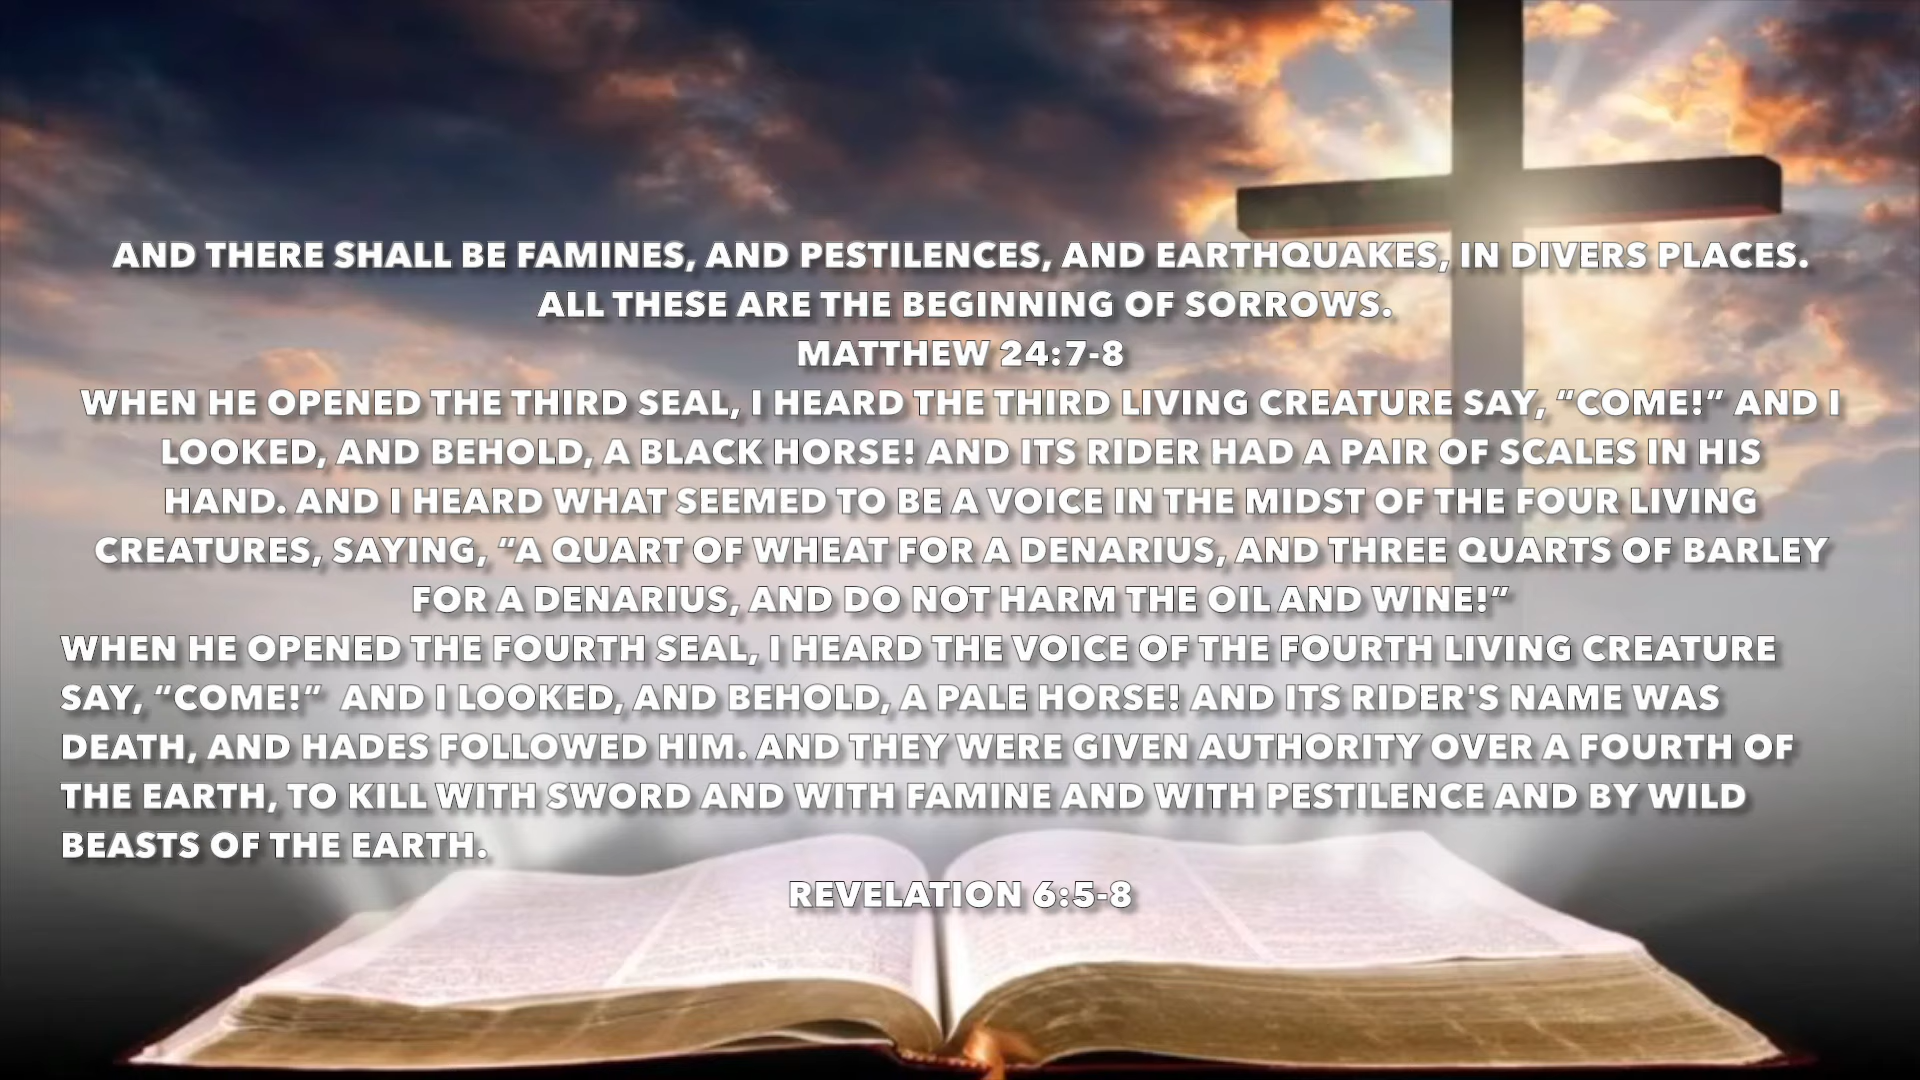 AND THERE SHALL BE FAMINES, AND PESTILENCES, AND EARTHQUAKES, IN DIVERS PLACES.
ALL THESE ARE THE BEGINNING OF SORROWS.
MATTHEW 24:7-8
WHEN HE OPENED THE THIRD SEAL, I HEARD THE THIRD LIVING CREATURE SAY, “COME!” AND I
LOOKED, AND BEHOLD, A BLACK HORSE! AND ITS RIDER HAD A PAIR OF SCALES IN HIS
HAND. AND I HEARD WHAT SEEMED TO BE A VOICE IN THE MIDST OF THE FOUR LIVING
CREATURES, SAYING, “A QUART OF WHEAT FOR A DENARIUS, AND THREE QUARTS OF BARLEY
FOR A DENARIUS, AND DO NOT HARM THE OIL AND WINE!”
WHEN HE OPENED THE FOURTH SEAL, I HEARD THE VOICE OF THE FOURTH LIVING CREATURE
SAY, “COME!” AND I LOOKED, AND BEHOLD, A PALE HORSE! AND ITS RIDER'S NAME WAS
DEATH, AND HADES FOLLOWED HIM. AND THEY WERE GIVEN AUTHORITY OVER A FOURTH OF
THE EARTH, TO KILL WITH SWORD AND WITH FAMINE AND WITH PESTILENCE AND BY WILD
BEASTS OF THE EARTH.
REVELATION 6:5-8